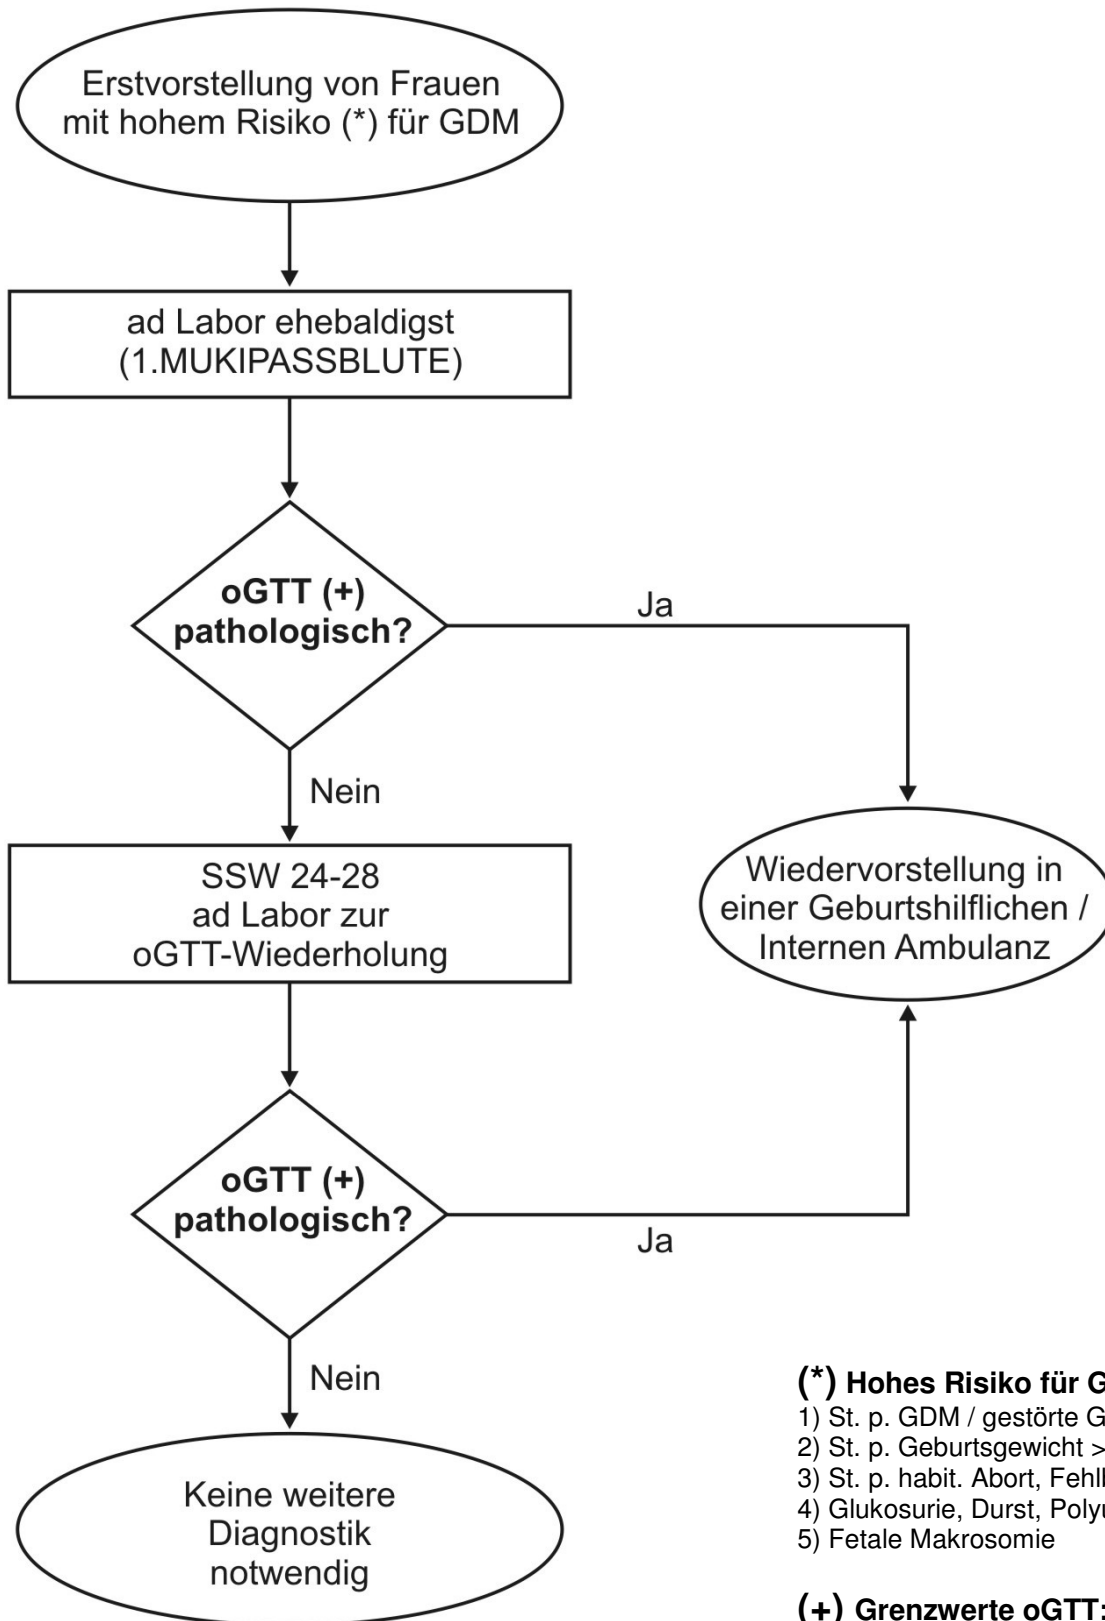 Erstvorstellung von Frauen
mit hohem Risiko (*) für GDM
ad Labor ehebaldigst
(1.MUKIPASSBLUTE)
oGTT (+)
pathologisch?
Ja
Nein
SSW 24-28
ad Labor zur
oGTT-Wiederholung
Wiedervorstellung in
einer Geburtshilflichen /
Internen Ambulanz
oGTT (+)
pathologisch?
Ja
Nein
Keine weitere
Diagnostik
notwendig
(*) Hohes Risiko für
1) St. p. GDM / gestörte
2) St. p. Geburtsgewicht >
3) St. p. habit. Abort,
4) Glukosurie, Durst,
5) Fetale Makrosomie
(+) Grenzwerte oGTT: